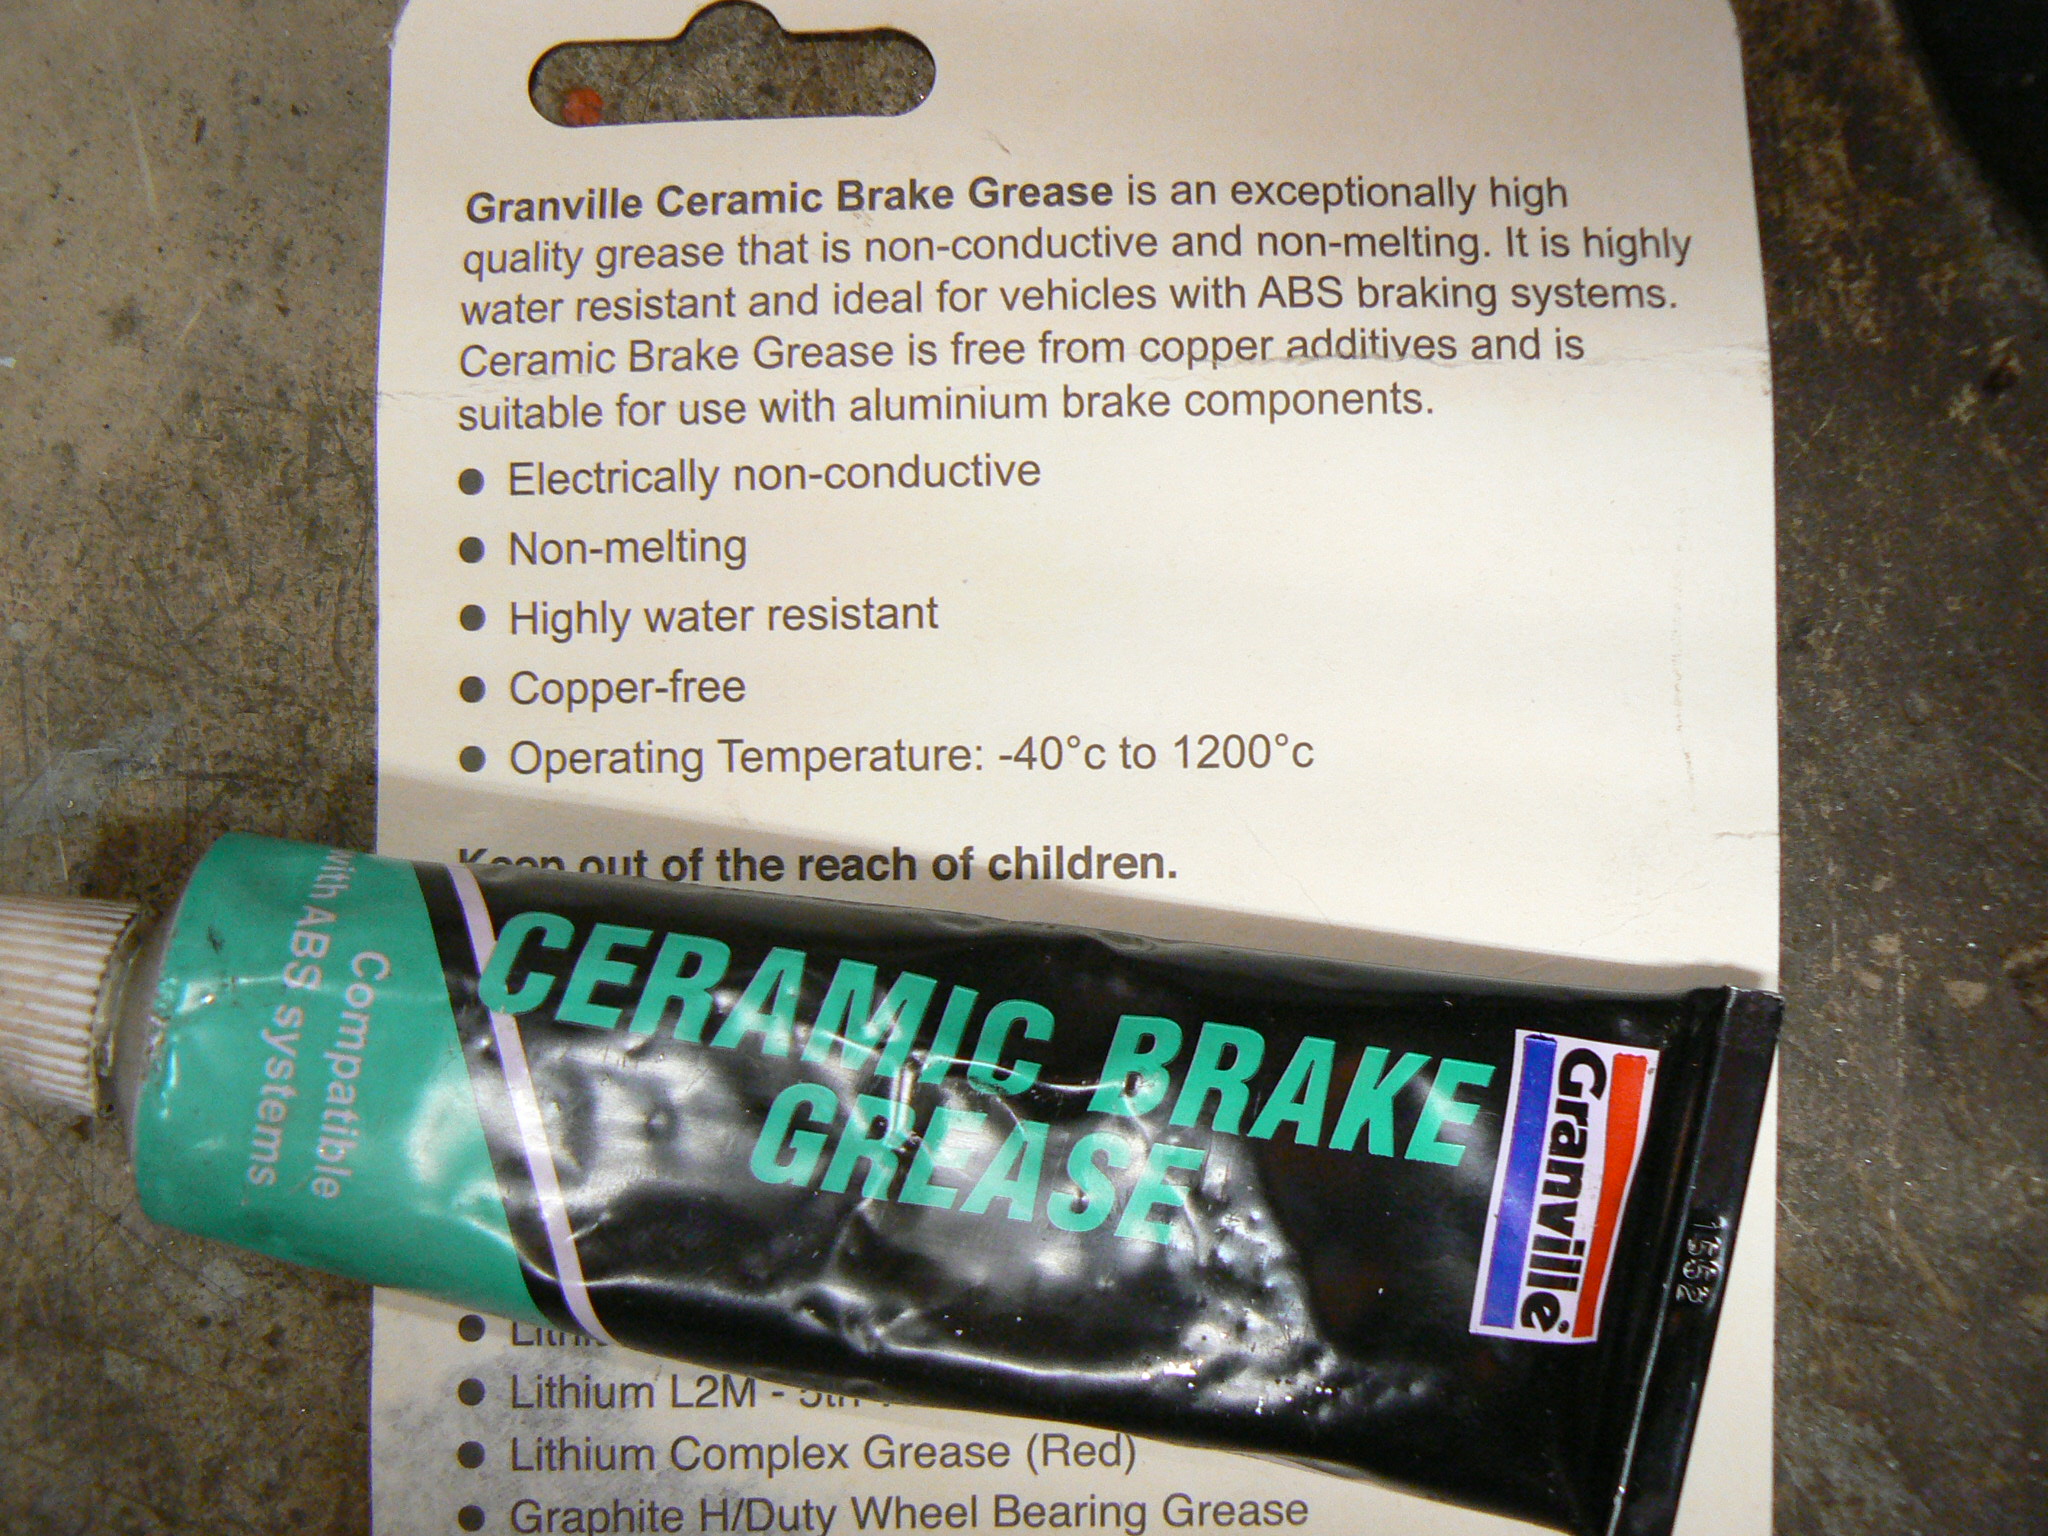 Granville Ceramic Brake Grease is an exceptionally high
quality grease that is non-conductive and non-melting. It is highly
water resistant and ideal for vehicles with ABS braking systems.
Ceramic Brake Grease is free from copper additives and is
suitable for use with aluminium brake components.
● Electrically non-conductive
● Non-melting
● Highly water resistant
● Copper-free
● Operating Temperature: -40°c to 1200°c
Keep out of the reach of children.
Compatible
with ABS systems
CERAMIC BRAKE
GREASE
Granville
1552
● Lithium L2M -
● Lithium Complex Grease (Red)
● Graphite H/Duty Wheel Bearing Grease